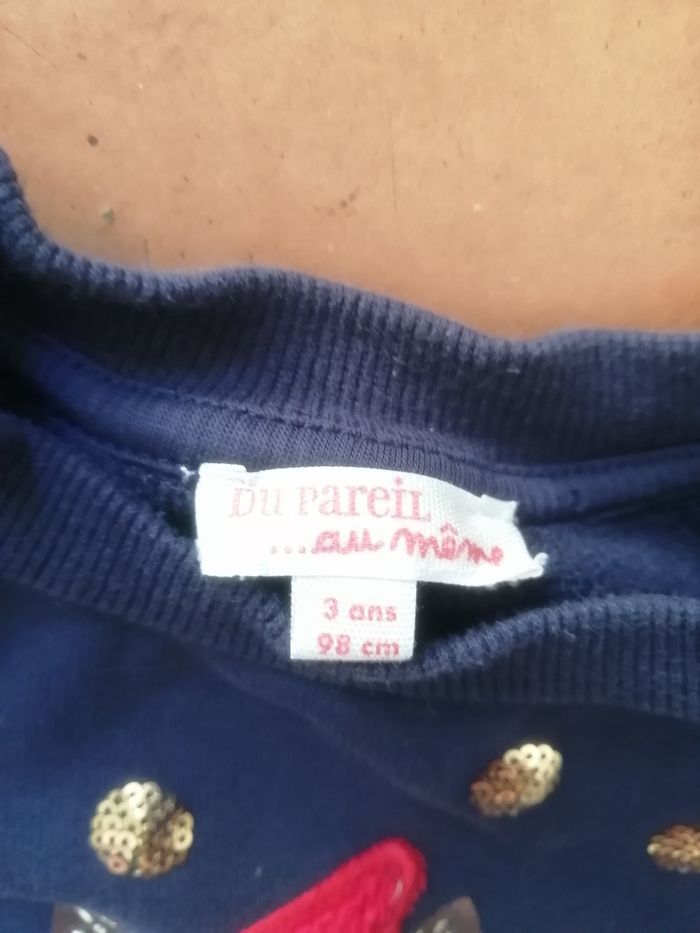 DU PareiL
...au même
3 ans
98 cm